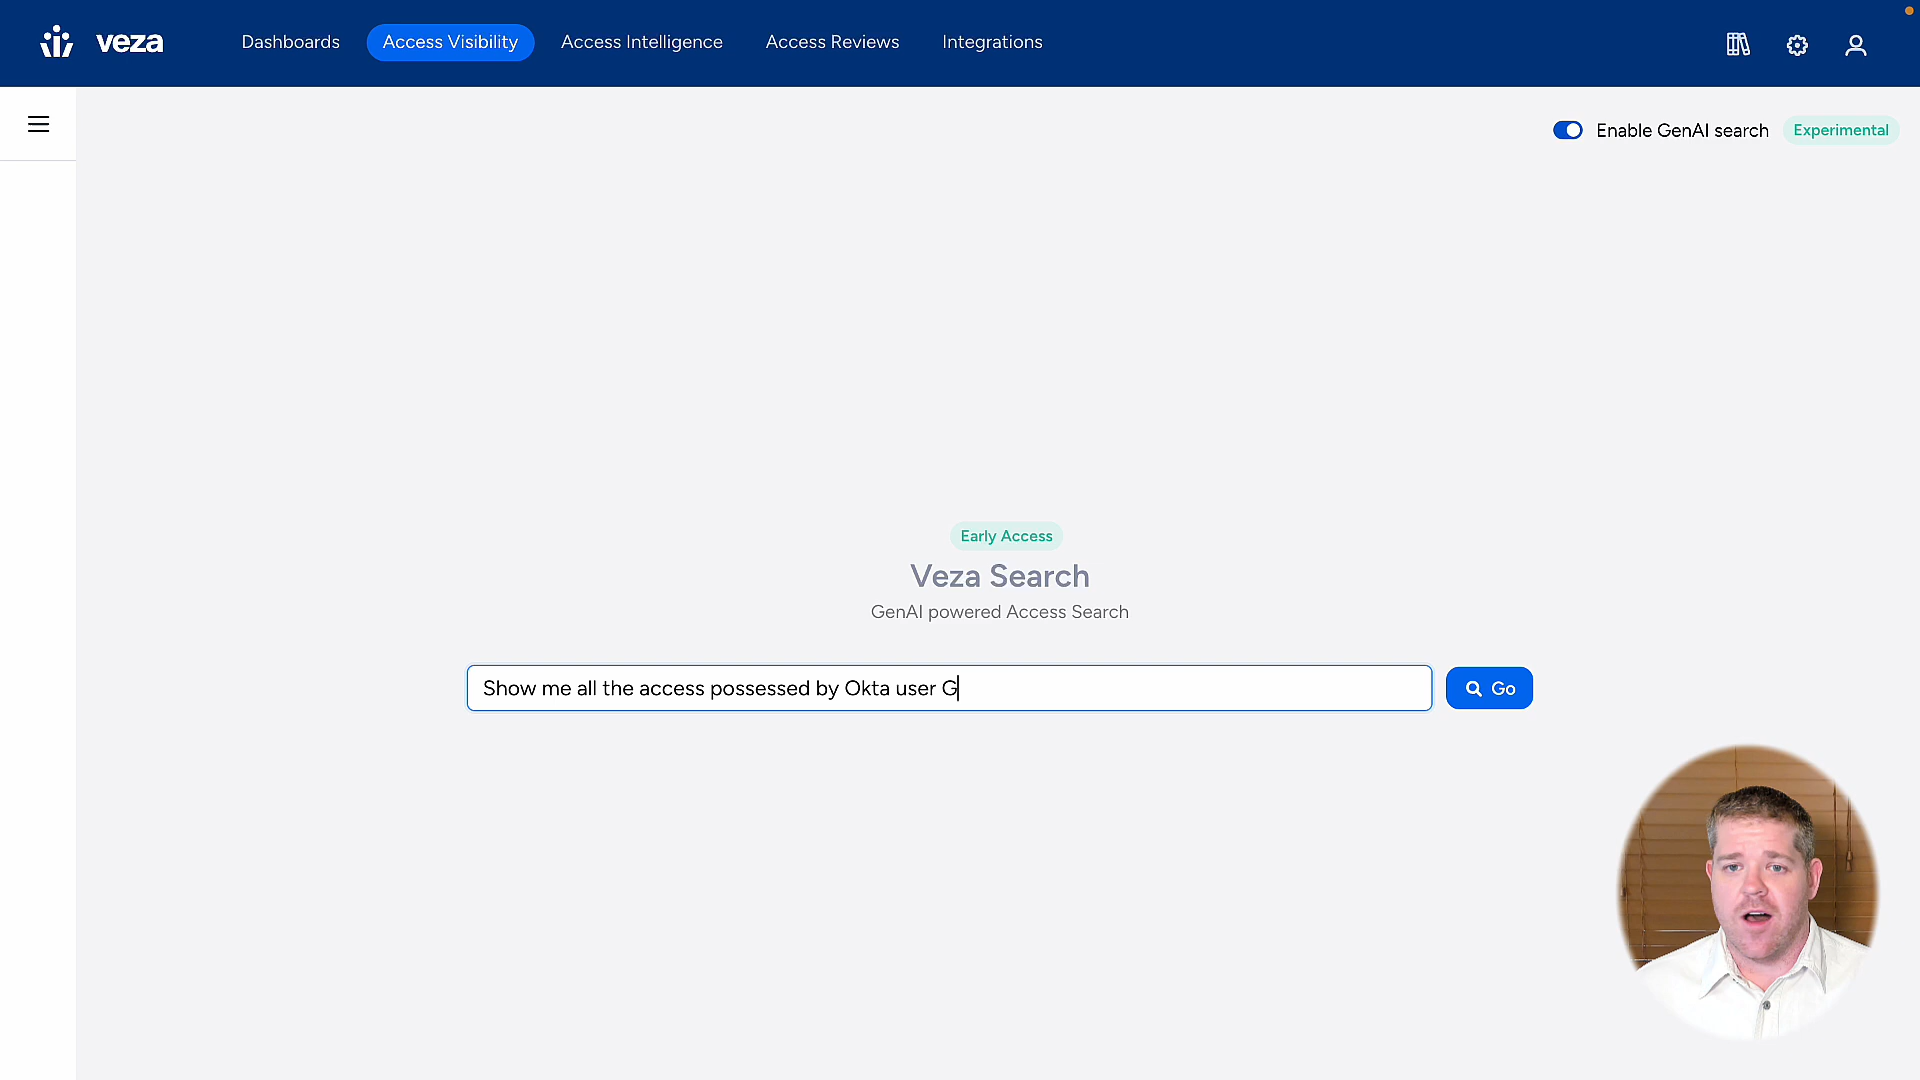 veza
Dashboards
Access Visibility
Access Intelligence
Access Reviews
Integrations
Enable GenAI search
Experimental
Early Access
Veza Search
GenAI powered Access Search
Show me all the access possessed by Okta user G
Go